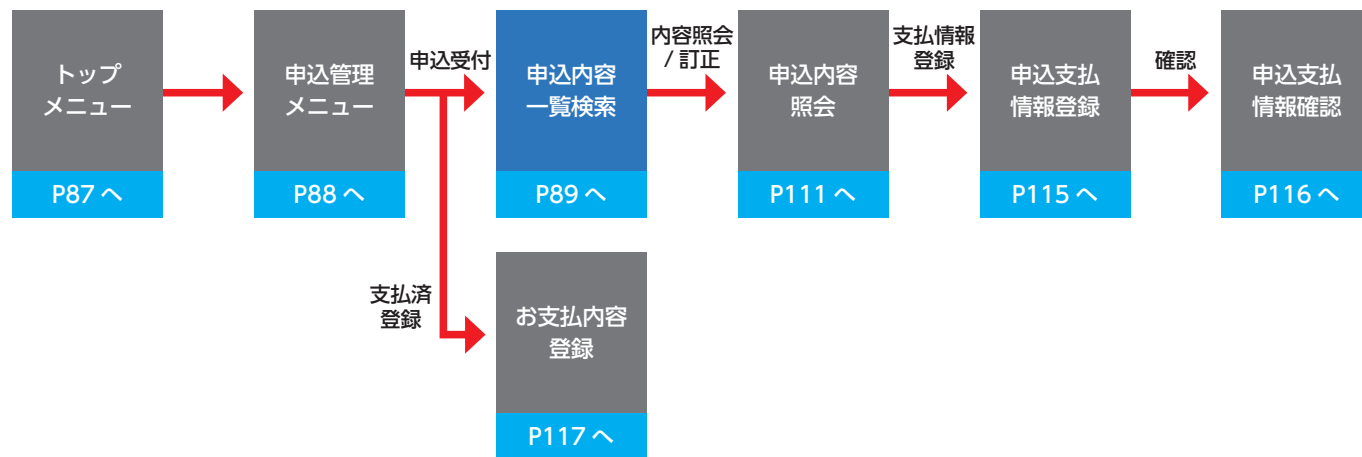 トップ
メニュー
P87 へ
申込管理
メニュー
P88 へ
申込受付
申込内容
一覧検索
P89 へ
内容照会
/ 訂正
申込内容
照会
P111 へ
支払情報
登録
申込支払
情報登録
P115 へ
確認
申込支払
情報確認
P116 へ
支払済
登録
お支払内容
登録
P117 へ